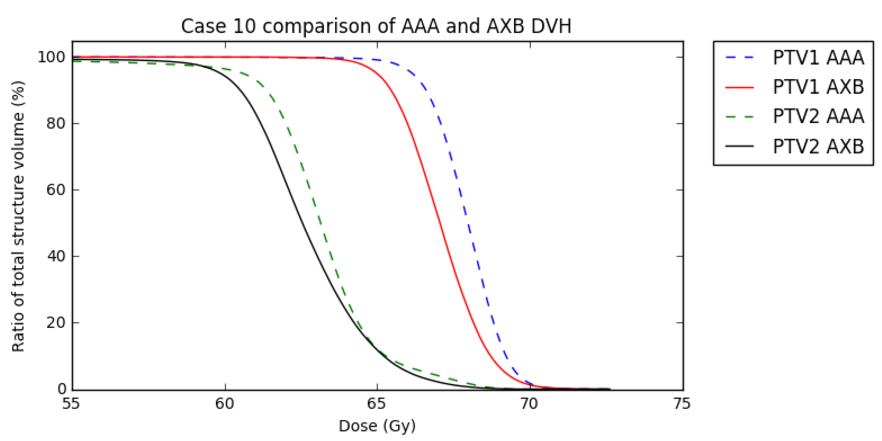 Case 10 comparison of AAA and AXB DVH
Ratio of total structure volume (%)
100
80
60
40
20
0
55
60
65
70
75
Dose (Gy)
PTV1 AAA
PTV1 AXB
PTV2 AAA
PTV2 AXB